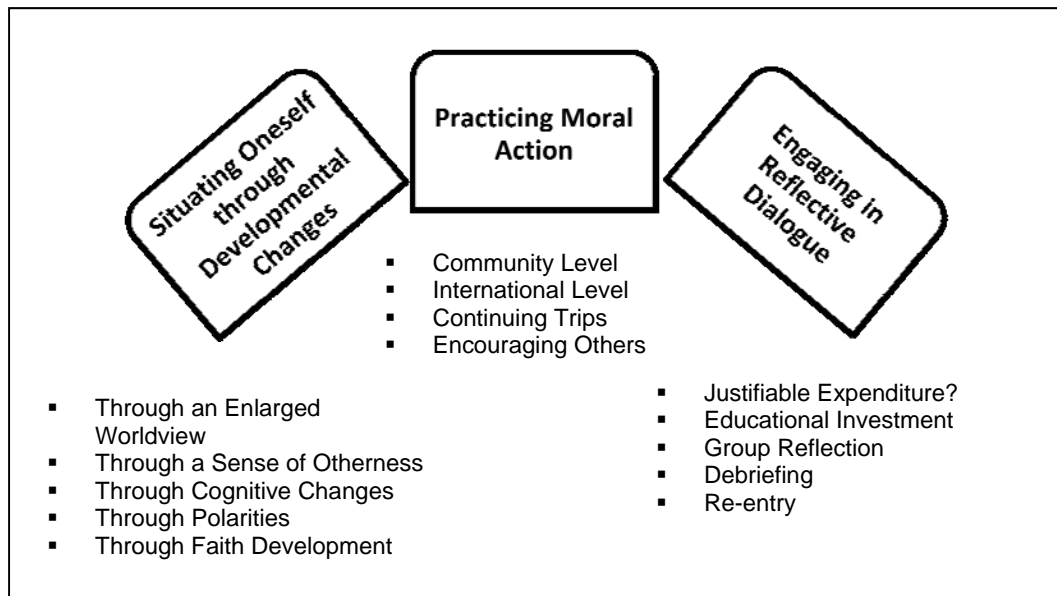 Situating Oneself
through
Developmental
Changes
Practicing Moral
Action
Engaging in
Reflective
Dialogue
▪ Community Level
▪ International Level
▪ Continuing Trips
▪ Encouraging Others
▪ Through an Enlarged
Worldview
▪ Through a Sense of Otherness
▪ Through Cognitive Changes
▪ Through Polarities
▪ Through Faith Development
▪ Justifiable Expenditure?
▪ Educational Investment
▪ Group Reflection
▪ Debriefing
▪ Re-entry